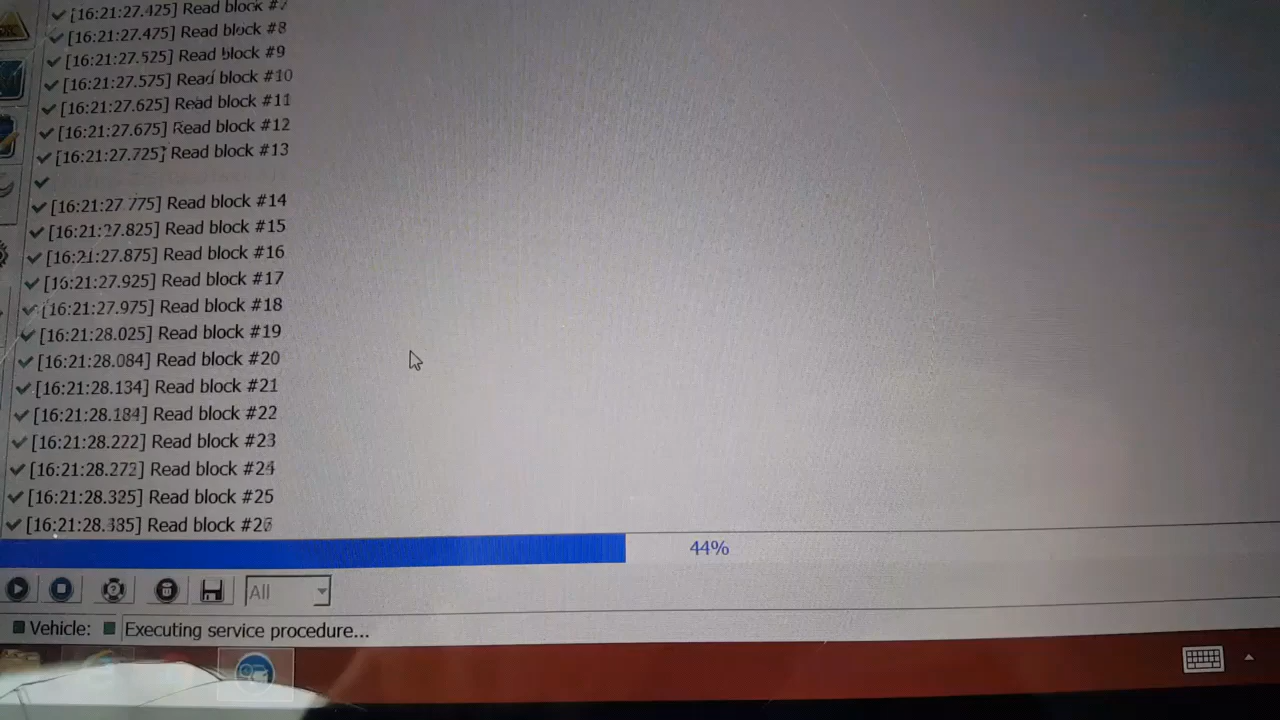 [16:21:27.425] Read block #7
[16:21:27.475] Read block #8
[16:21:27.525] Read block #9
[16:21:27.575] Read block #10
[16:21:27.625] Read block #11
[16:21:27.675] Read block #12
[16:21:27.725] Read block #13
[16:21:27.775] Read block #14
[16:21:27.825] Read block #15
[16:21:27.875] Read block #16
[16:21:27.925] Read block #17
[16:21:27.975] Read block #18
[16:21:28.025] Read block #19
[16:21:28.084] Read block #20
[16:21:28.134] Read block #21
[16:21:28.184] Read block #22
[16:21:28.222] Read block #23
[16:21:28.272] Read block #24
[16:21:28.325] Read block #25
Read block
44%
All
Vehicle: Executing service procedure...